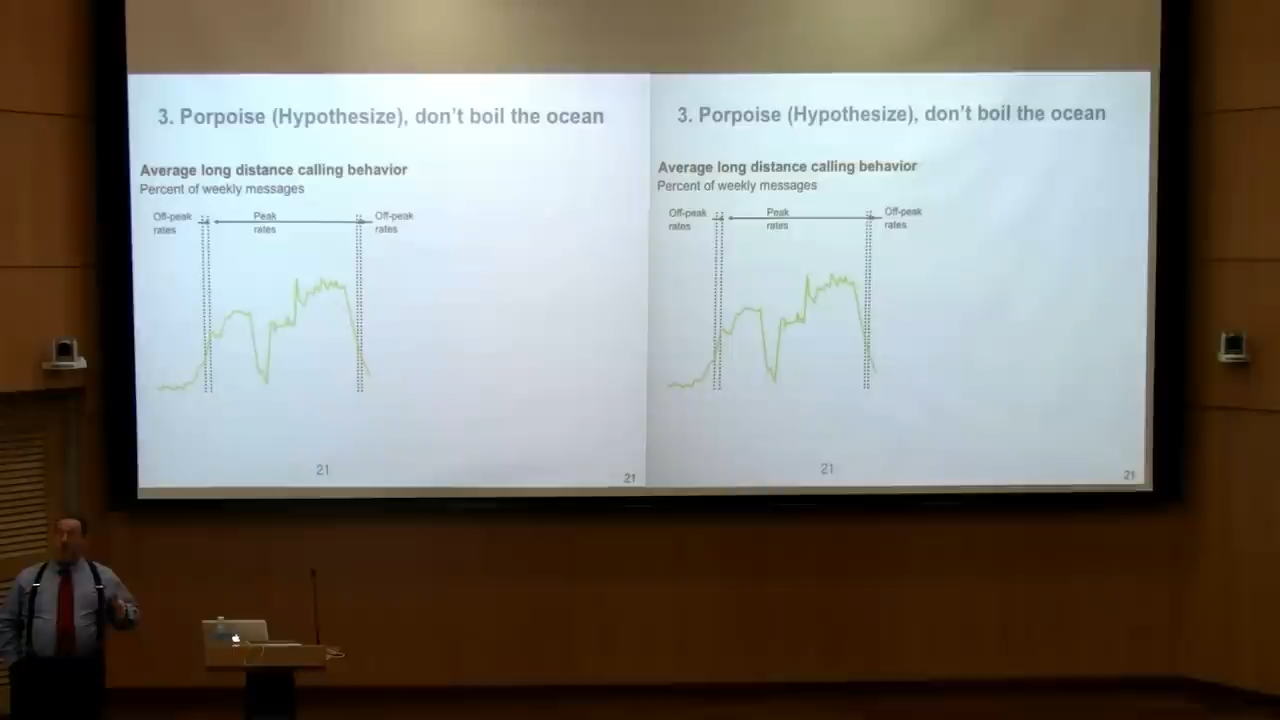 3. Porpoise (Hypothesize), don't boil the ocean
Average long distance calling behavior
Percent of weekly messages
Off-peak
rates
Peak
rates
Off-peak
rates
21
21
3. Porpoise (Hypothesize), don't boil the ocean
Average long distance calling behavior
Percent of weekly messages
Off-peak
rates
Peak
rates
Off-peak
rates
21
21